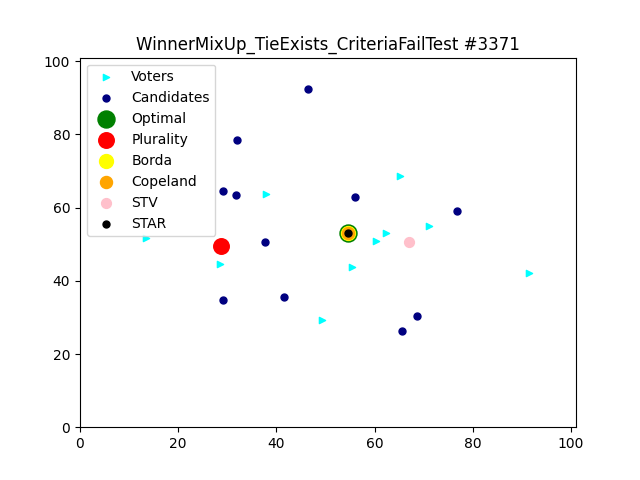 WinnerMixUp_TieExists_CriteriaFailTest #3371
100
80
60
40
20
0
0
20
40
60
80
100
Voters
Candidates
Optimal
Plurality
Borda
Copeland
STV
STAR